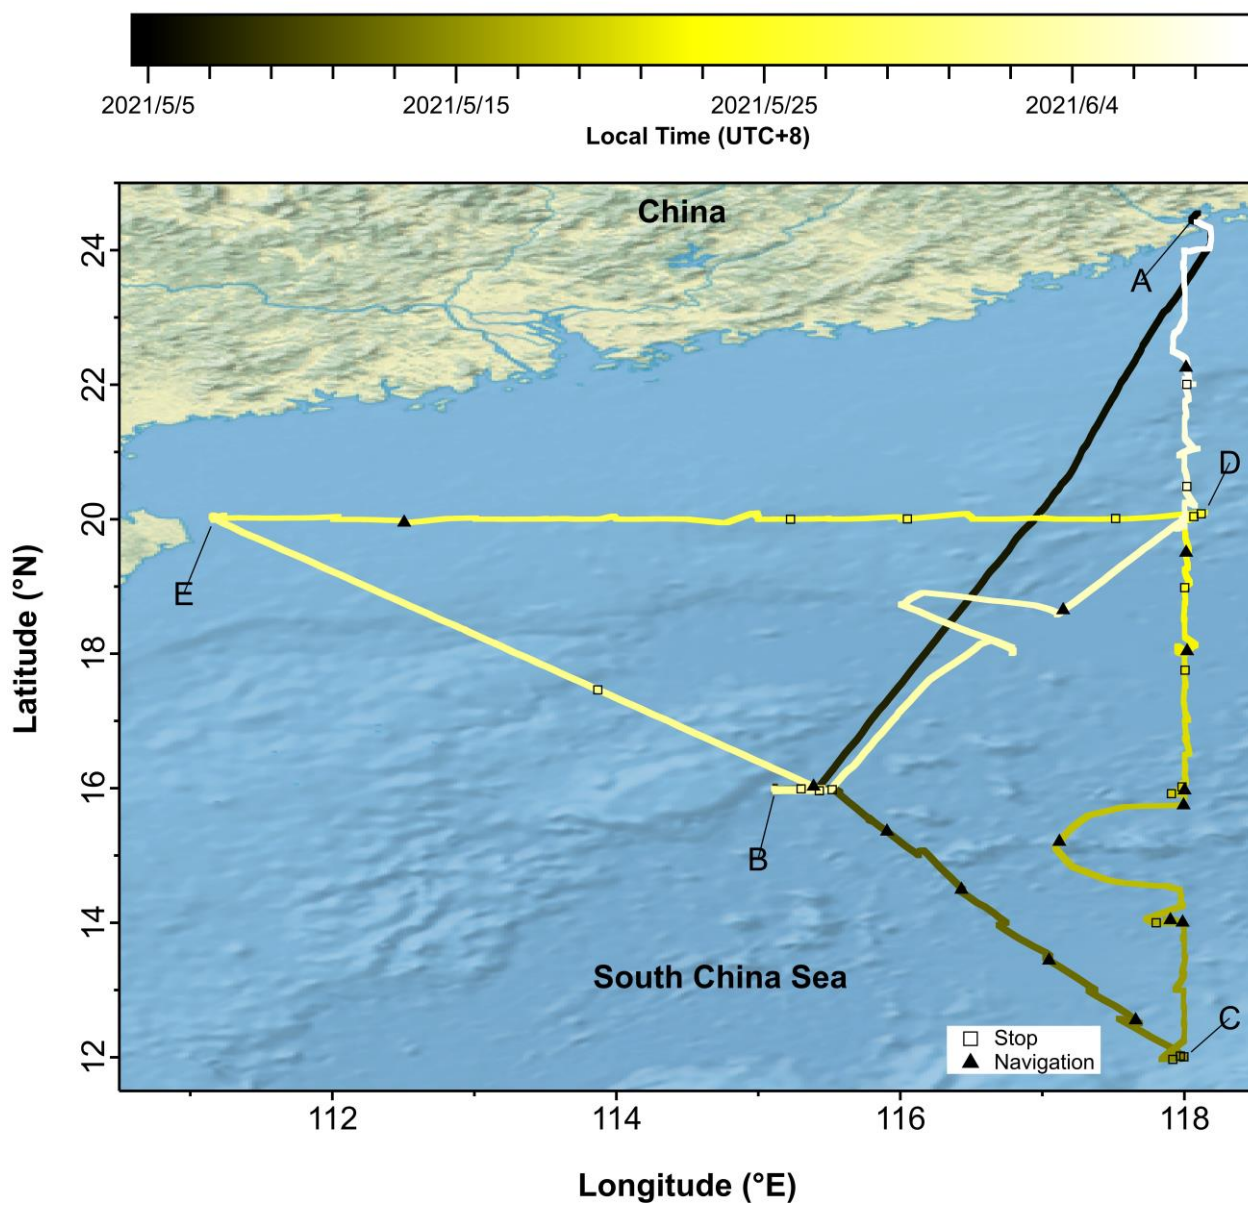 2021/5/5 2021/5/15 2021/5/25 2021/6/4
Local Time (UTC+8)
China
A
D
E
B
South China Sea
C
Stop
Navigation
24
22
20
18
16
14
12
Latitude (°N)
112 114 116 118
Longitude (°E)